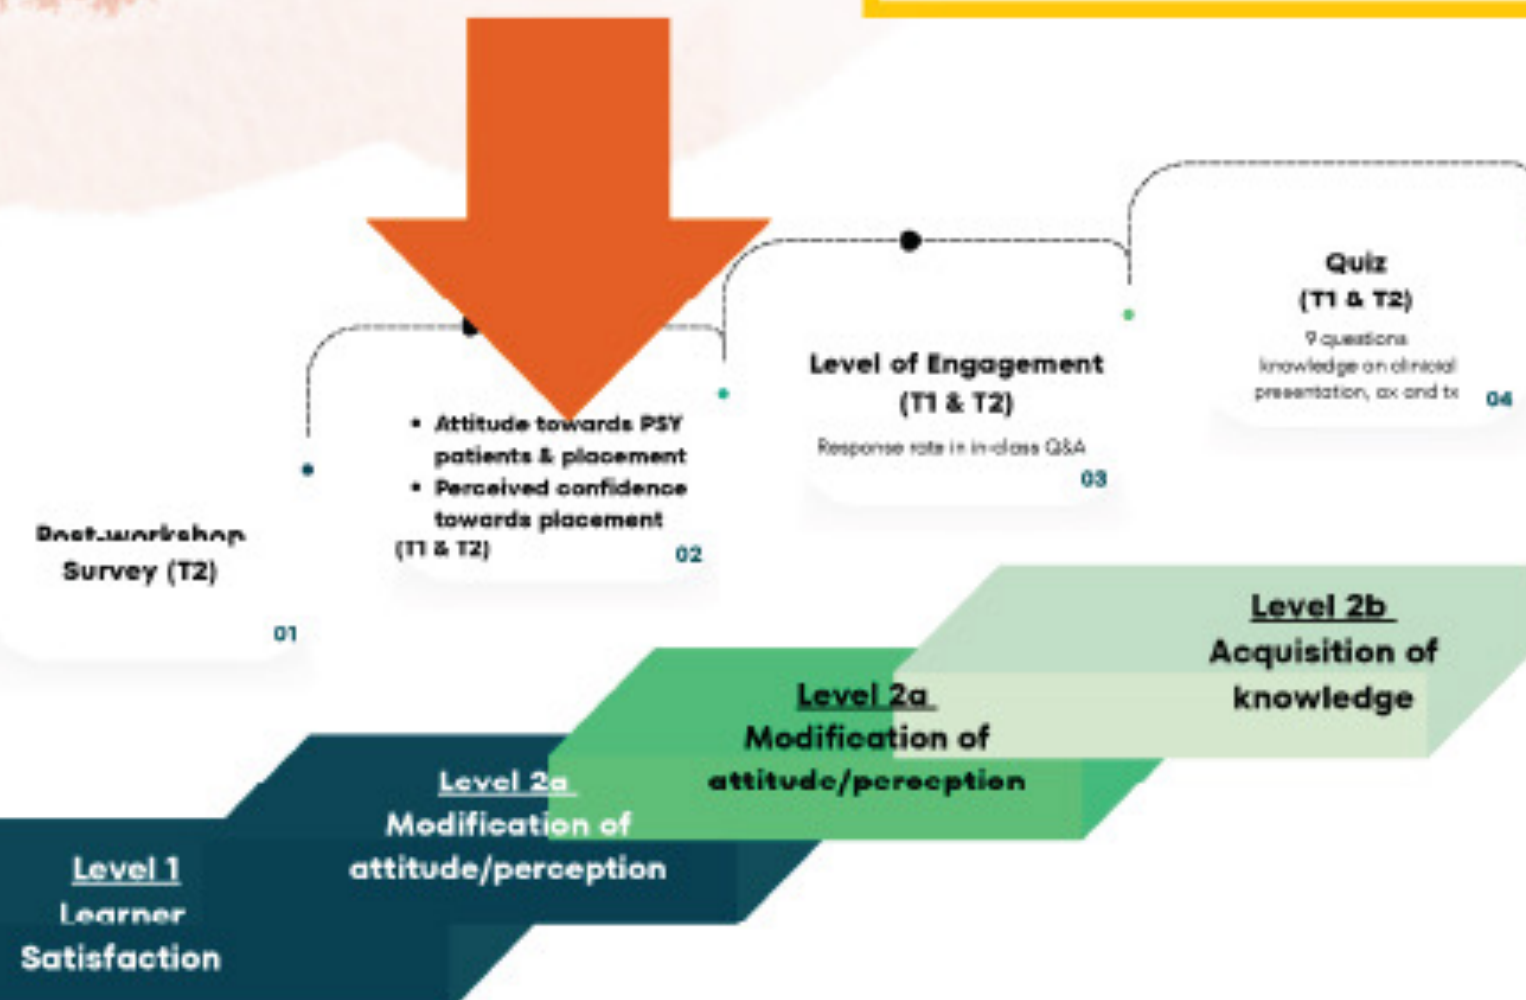 Post-workshop
Survey (T2)
01
• Attitude towards PSY
patients & placement
• Perceived confidence
towards placement
(T1 & T2)
02
Level of Engagement
(T1 & T2)
Response rate in in-class Q&A
03
Quiz
(T1 & T2)
9 questions
knowledge on clinical
presentation, ax and tx
04
Level 1
Learner
Satisfaction
Level 2a
Modification of
attitude/perception
Level 2a
Modification of
attitude/perception
Level 2b
Acquisition of
knowledge